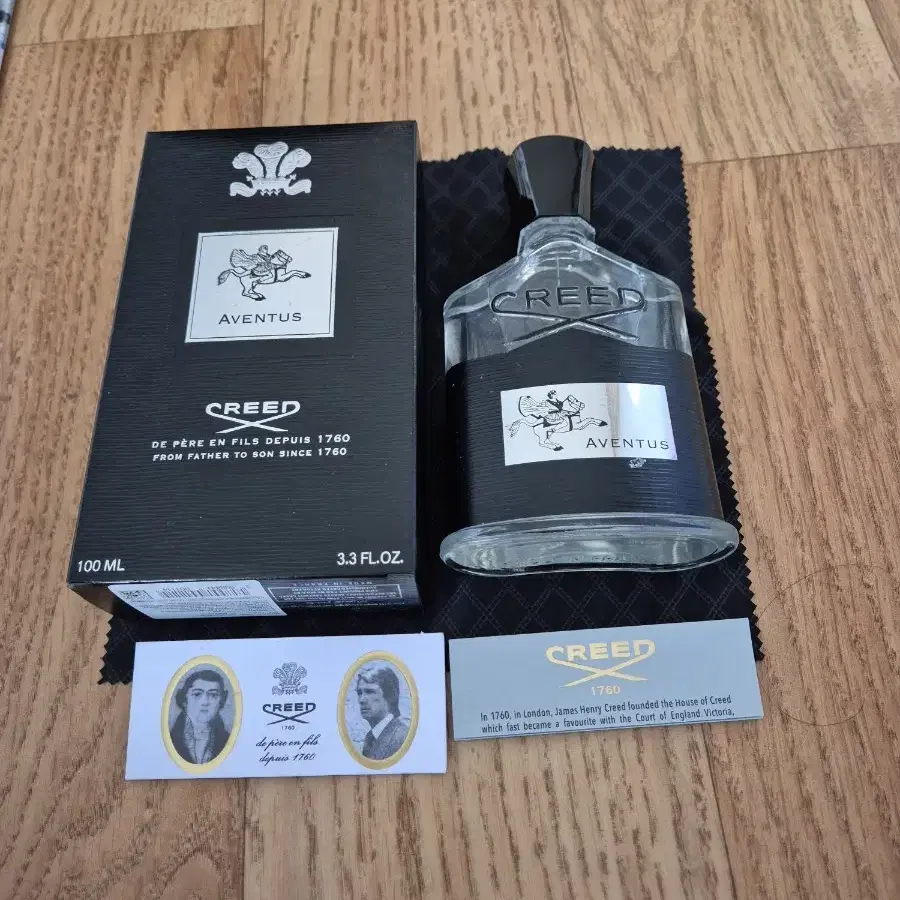 AVENTUS
CREED
DE PÈRE EN FILS DEPUIS 1760
FROM FATHER TO SON SINCE 1760
100 ML
3.3 FL.OZ.
CREED
AVENTUS
CREED
1760
de père en fils
depuis 1760
CREED
1760
In 1760, in London, James Henry Creed founded the House of Creed
which fast became a favourite with the Court of England. Victoria,